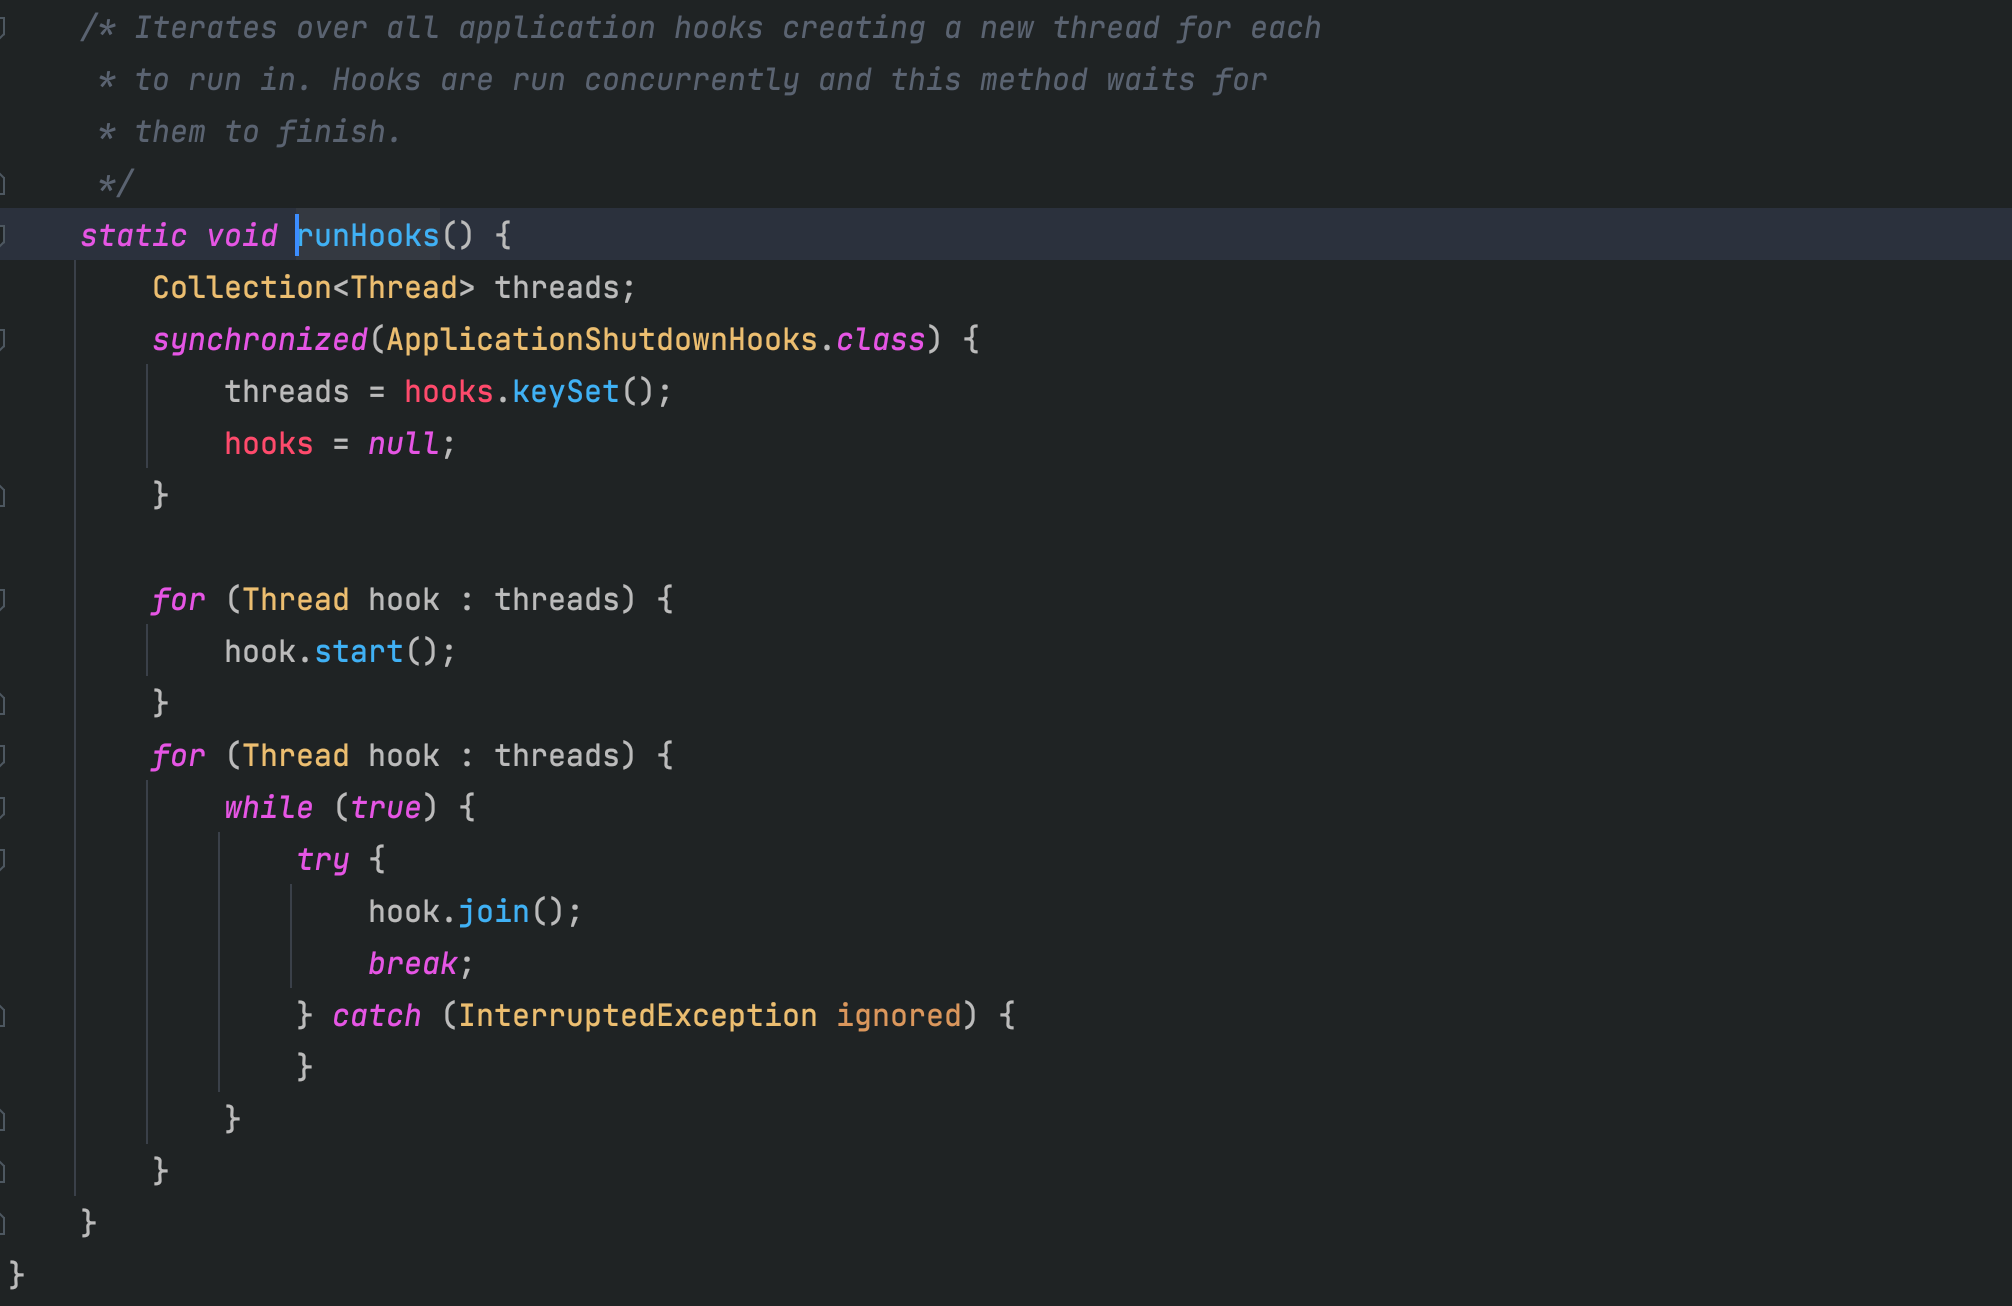 /* Iterates over all application hooks creating a new thread for each
* to run in. Hooks are run concurrently and this method waits for
* them to finish.
*/
static void runHooks() {
Collection<Thread> threads;
synchronized(ApplicationShutdownHooks.class) {
threads = hooks.keySet();
hooks = null;
}
for (Thread hook : threads) {
hook.start();
}
for (Thread hook : threads) {
while (true) {
try {
hook.join();
break;
} catch (InterruptedException ignored) {
}
}
}
}
}